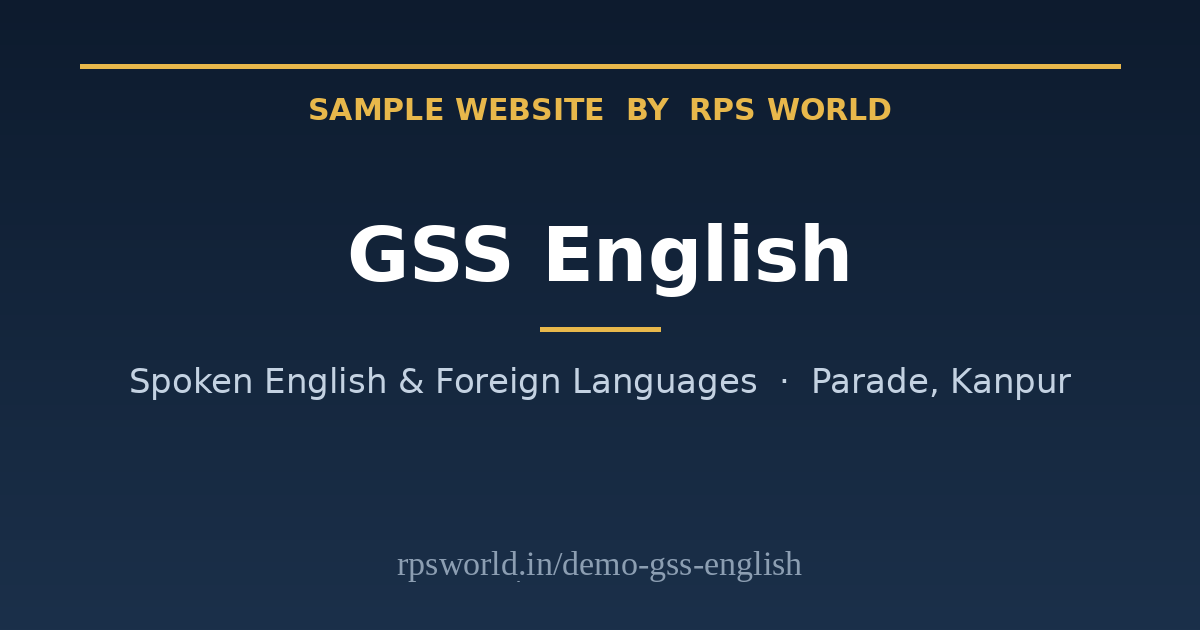 SAMPLE WEBSITE BY RPS WORLD
GSS English
Spoken English & Foreign Languages · Parade, Kanpur
rpsworld.in/demo-gss-english